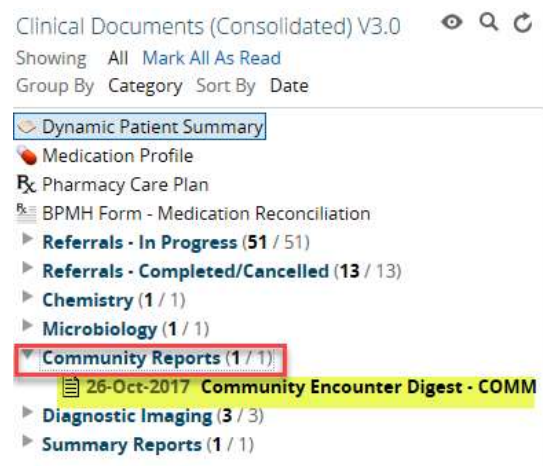 Clinical Documents (Consolidated) V3.0
Showing All Mark All As Read
Group By Category Sort By Date
Dynamic Patient Summary
Medication Profile
Rx Pharmacy Care Plan
Rx BPMH Form - Medication Reconciliation
Referrals - In Progress (51 / 51)
Referrals - Completed/Cancelled (13 / 13)
Chemistry (1 / 1)
Microbiology (1 / 1)
Community Reports (1 / 1)
26-Oct-2017 Community Encounter Digest - COMM
Diagnostic Imaging (3 / 3)
Summary Reports (1 / 1)